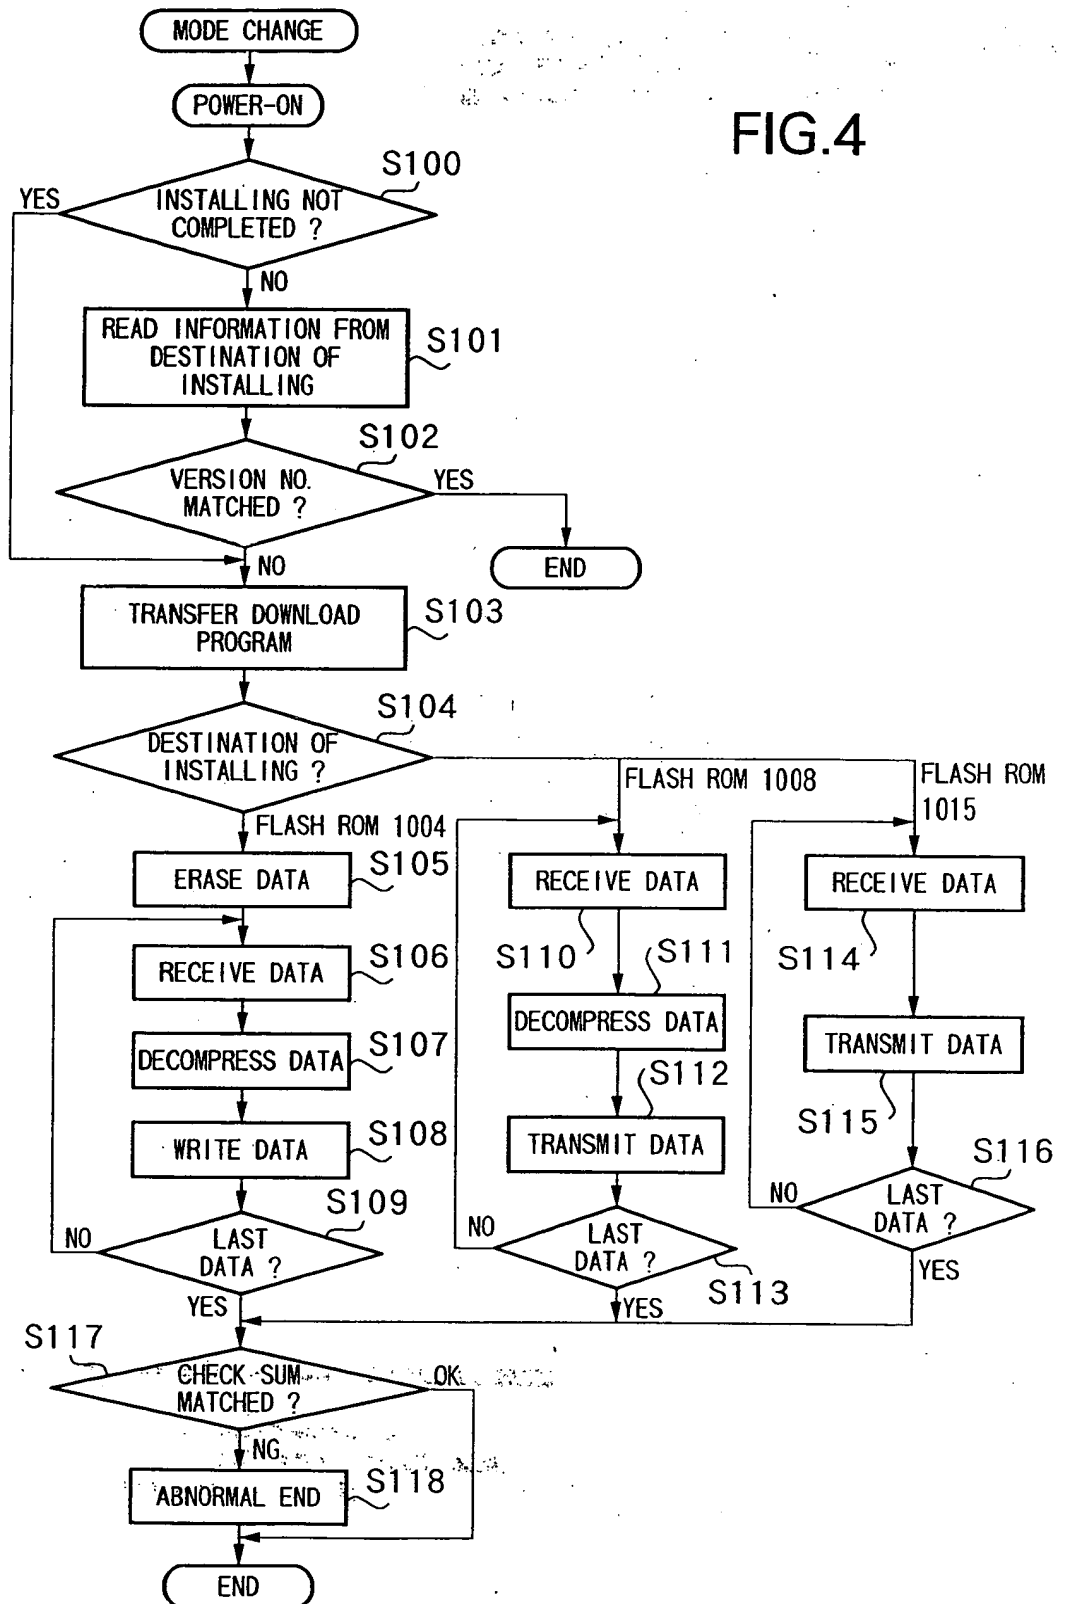 MODE CHANGE
POWER-ON
FIG.4
S100
YES
INSTALLING NOT
COMPLETED ?
NO
READ INFORMATION FROM
DESTINATION OF
INSTALLING
S101
S102
VERSION NO.
MATCHED ?
YES
END
NO
TRANSFER DOWNLOAD
PROGRAM
S103
S104
DESTINATION OF
INSTALLING ?
FLASH ROM 1004
FLASH ROM 1008
FLASH ROM
1015
ERASE DATA
S105
RECEIVE DATA
S106
DECOMPRESS DATA
S107
WRITE DATA
S108
S109
LAST
DATA ?
NO
YES
RECEIVE DATA
S110
S111
DECOMPRESS DATA
S112
TRANSMIT DATA
LAST
DATA ?
NO
S113
YES
RECEIVE DATA
S114
TRANSMIT DATA
S115
S116
LAST
DATA ?
NO
YES
S117
CHECK SUM
MATCHED ?
OK
NG
ABNORMAL END
S118
END